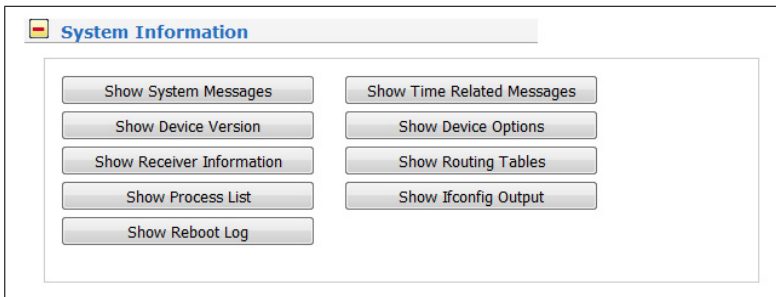 System Information
Show System Messages
Show Time Related Messages
Show Device Version
Show Device Options
Show Receiver Information
Show Routing Tables
Show Process List
Show Ifconfig Output
Show Reboot Log